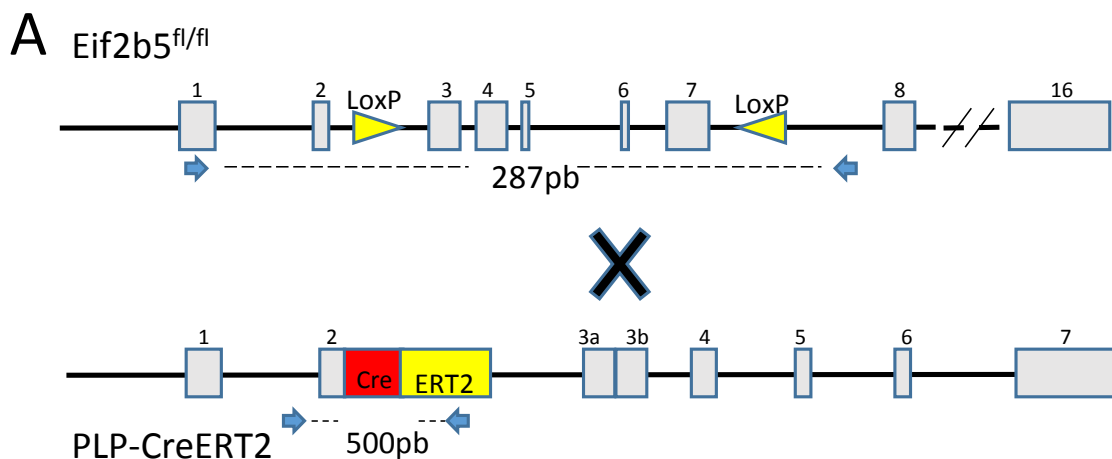 A Eif2b5fl/fl
1 2 LoxP 3 4 5 6 7 LoxP 8 16
287pb
1 2 3a 3b 4 5 6 7
Cre ERT2
PLP-CreERT2 500pb